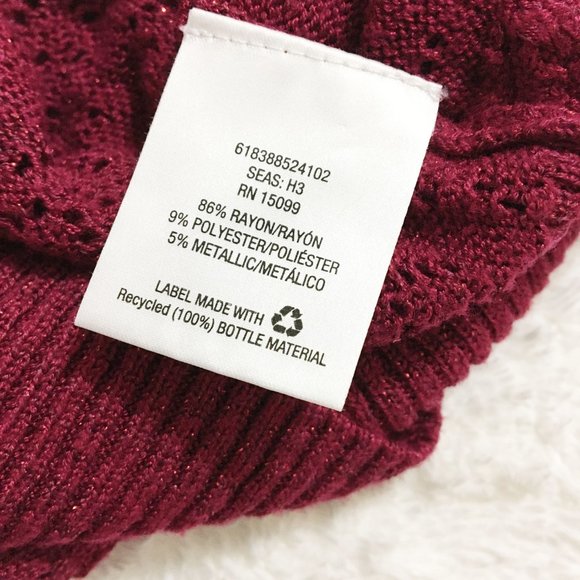 618388524102
SEAS: H3
RN 15099
86% RAYON/RAYÓN
9% POLYESTER/POLIÉSTER
5% METALLIC/METÁLICO
LABEL MADE WITH
Recycled (100%) BOTTLE MATERIAL